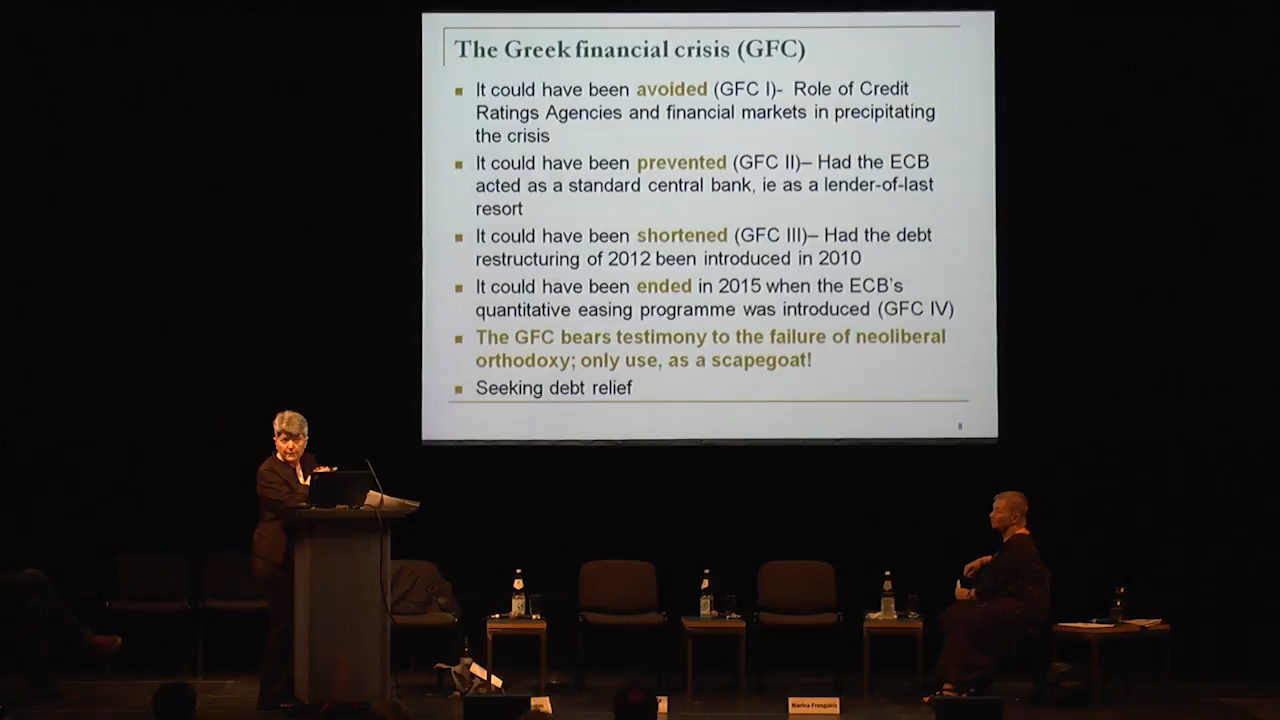 The Greek financial crisis (GFC)
It could have been avoided (GFC I)- Role of Credit
Ratings Agencies and financial markets in precipitating
the crisis
It could have been prevented (GFC II)– Had the ECB
acted as a standard central bank, ie as a lender-of-last
resort
It could have been shortened (GFC III)– Had the debt
restructuring of 2012 been introduced in 2010
It could have been ended in 2015 when the ECB's
quantitative easing programme was introduced (GFC IV)
The GFC bears testimony to the failure of neoliberal
orthodoxy; only use, as a scapegoat!
Seeking debt relief
8
Marica Frangakis